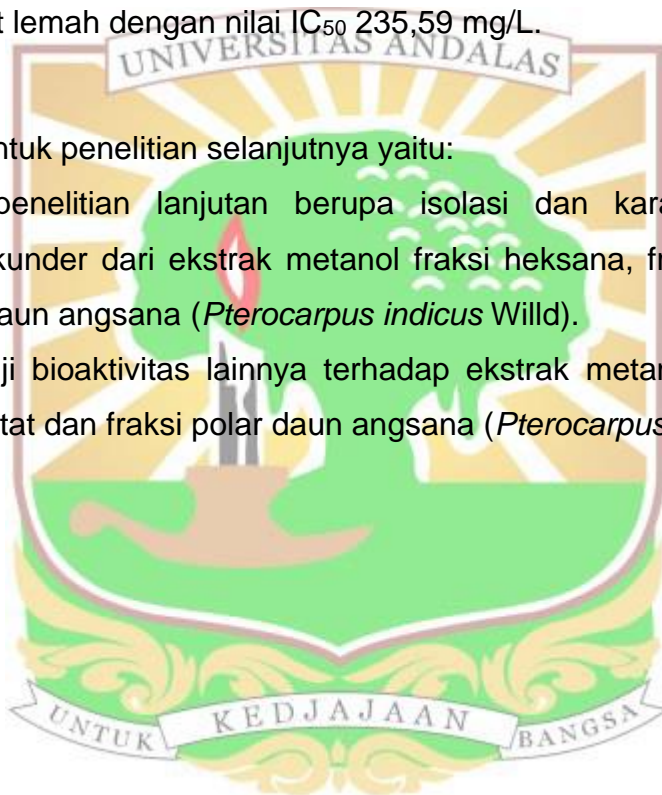 t lemah dengan nilai IC₅₀ 235,59 mg/L.
UNIVERSITAS ANDALAS
ntuk penelitian selanjutnya yaitu:
penelitian lanjutan berupa isolasi dan kara
kunder dari ekstrak metanol fraksi heksana, fr
aun angsana (Pterocarpus indicus Willd).
ji bioaktivitas lainnya terhadap ekstrak metan
tat dan fraksi polar daun angsana (Pterocarpus
UNTUK KEDJAJAAN BANGSA